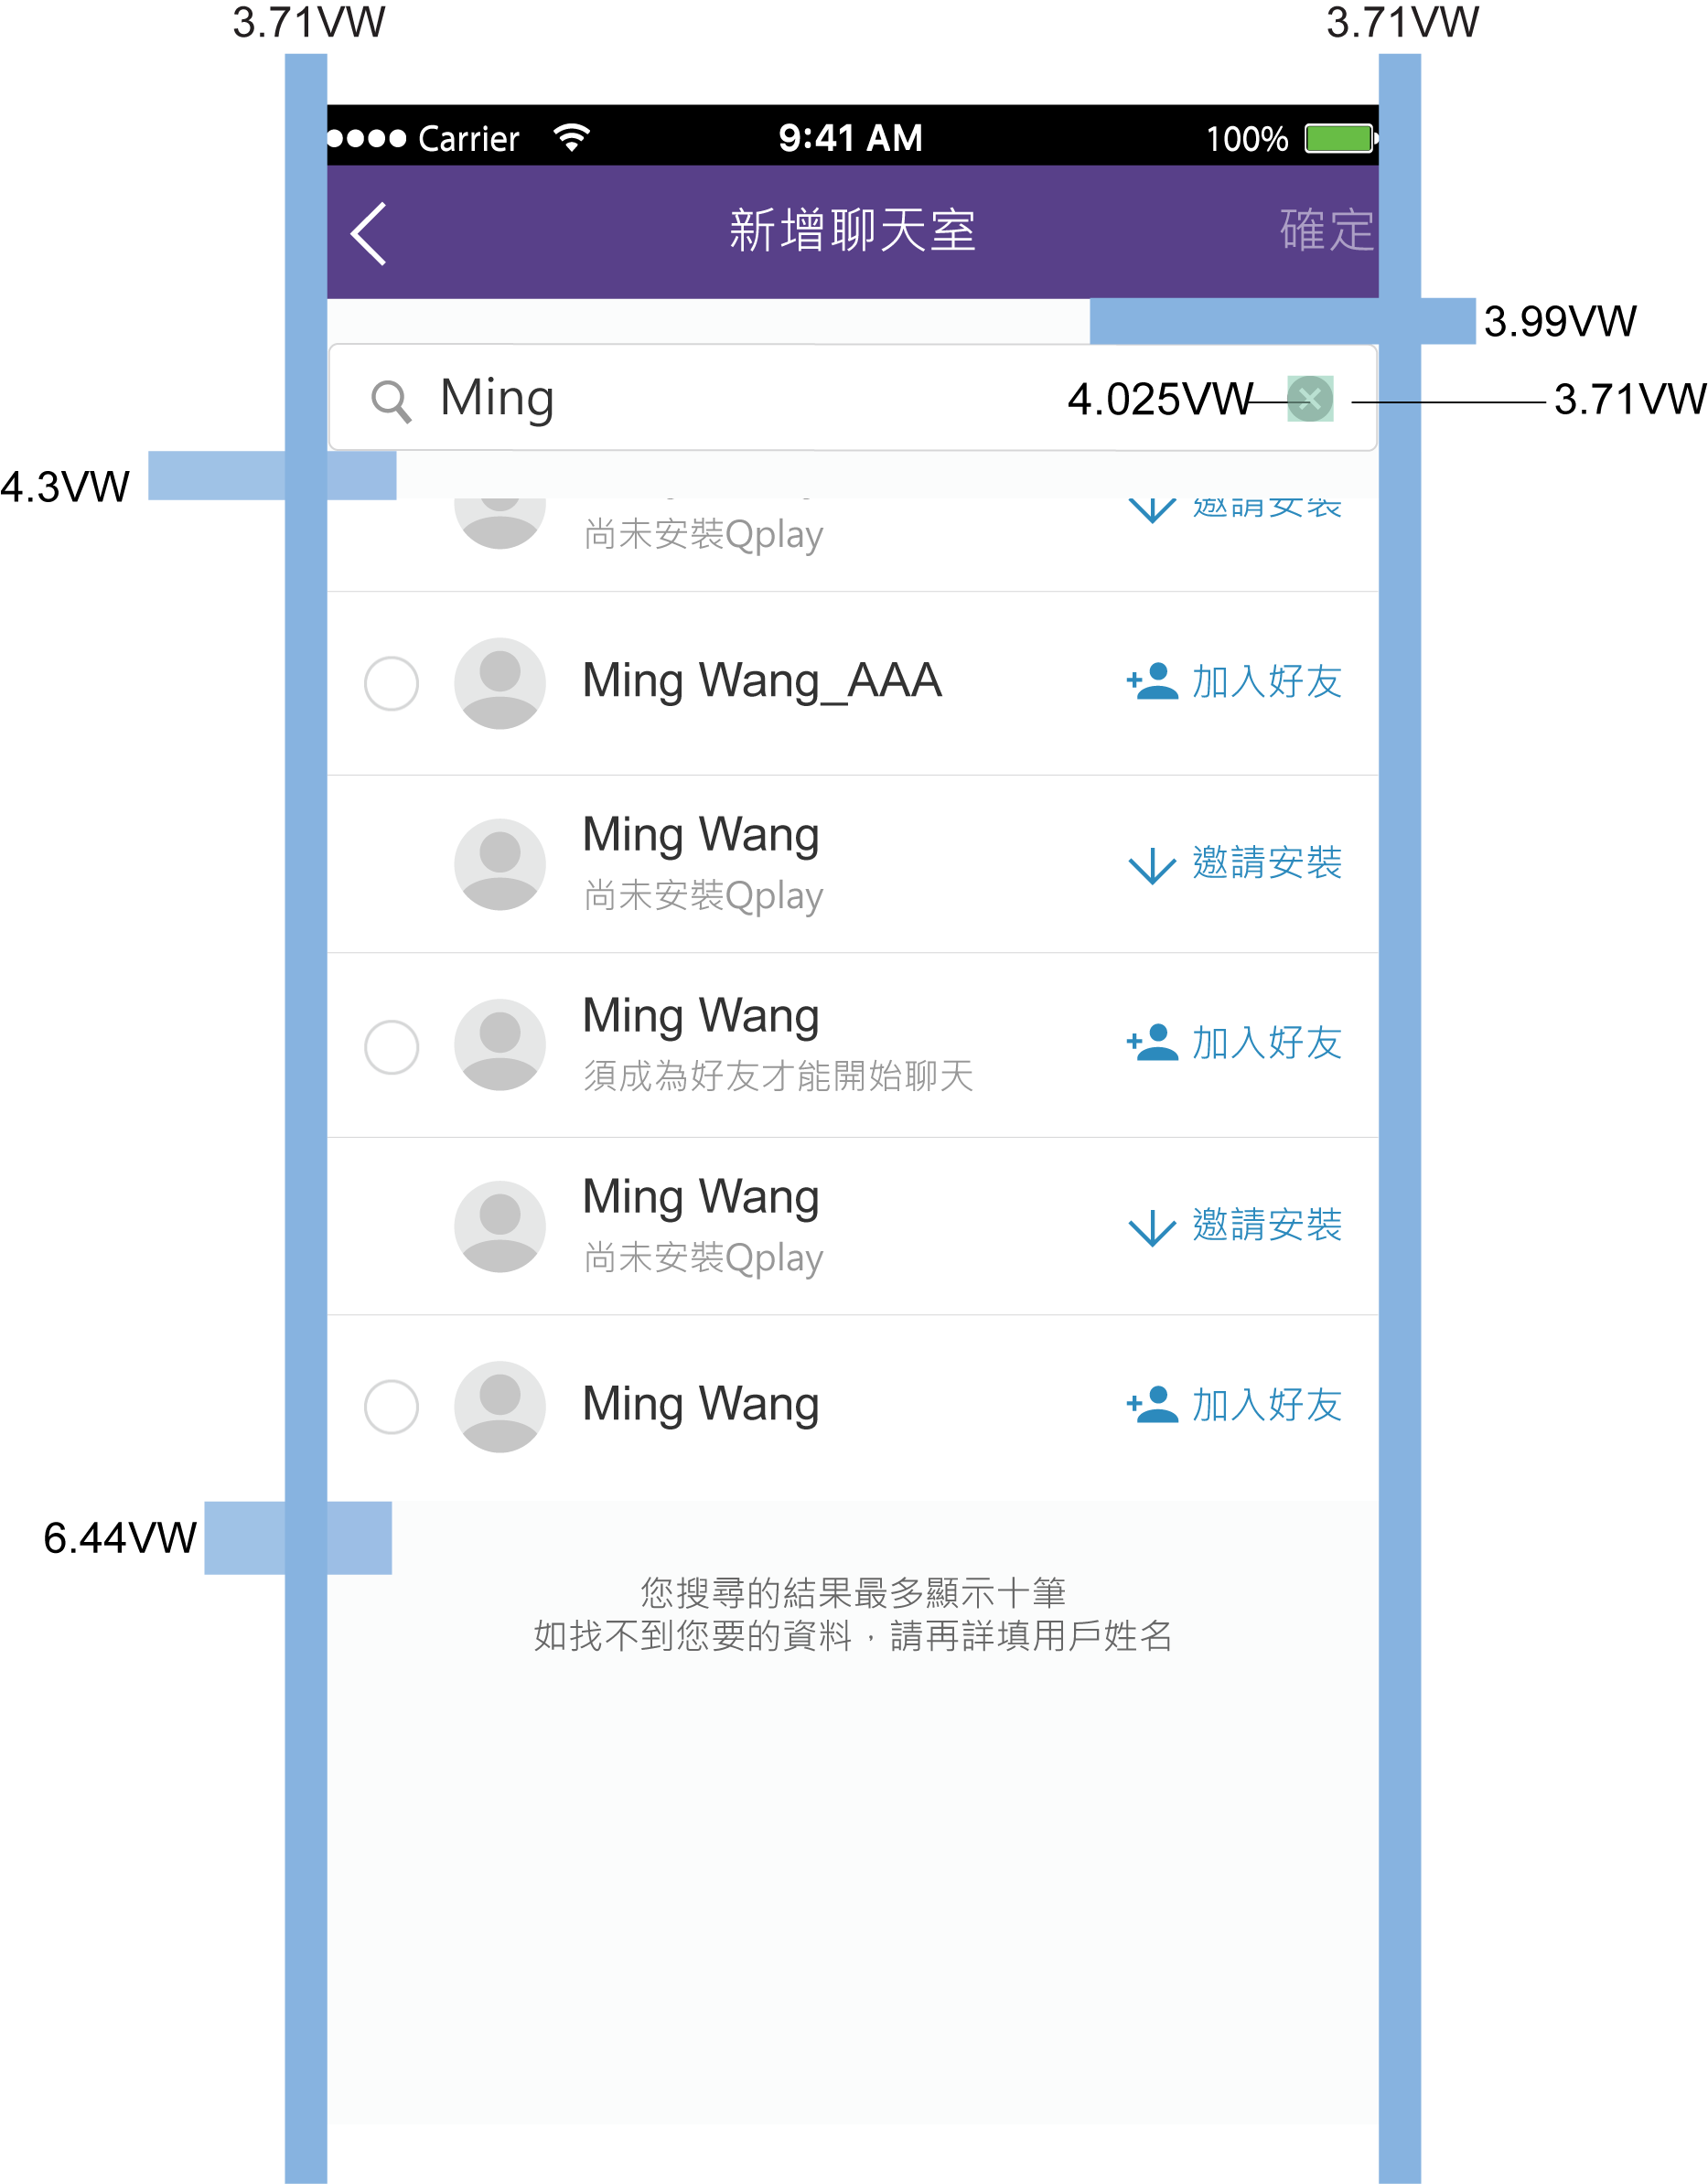 3.71VW 3.71VW
Carrier 9:41 AM 100%
新增聊天室 確定
3.99VW
Ming 4.025VW 3.71VW
4.3VW
邀請安裝
尚未安裝Qplay
Ming Wang_AAA 加入好友
Ming Wang
邀請安裝
尚未安裝Qplay
Ming Wang
加入好友
須成為好友才能開始聊天
Ming Wang
邀請安裝
尚未安裝Qplay
Ming Wang 加入好友
6.44VW
您搜尋的結果最多顯示十筆
如找不到您要的資料，請再詳填用戶姓名